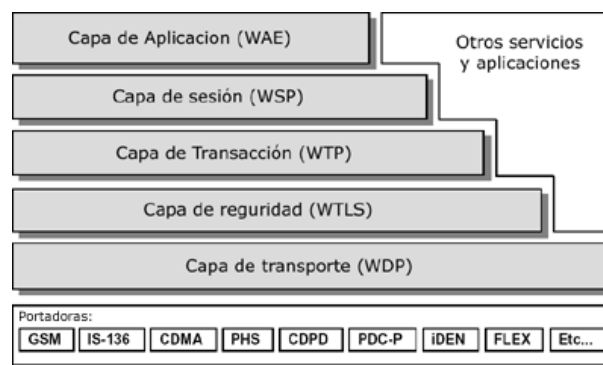 Capa de Aplicacion (WAE)
Otros servicios
y aplicaciones
Capa de sesión (WSP)
Capa de Transacción (WTP)
Capa de reguridad (WTLS)
Capa de transporte (WDP)
Portadoras:
GSM IS-136 CDMA PHS CDPD PDC-P iDEN FLEX Etc...